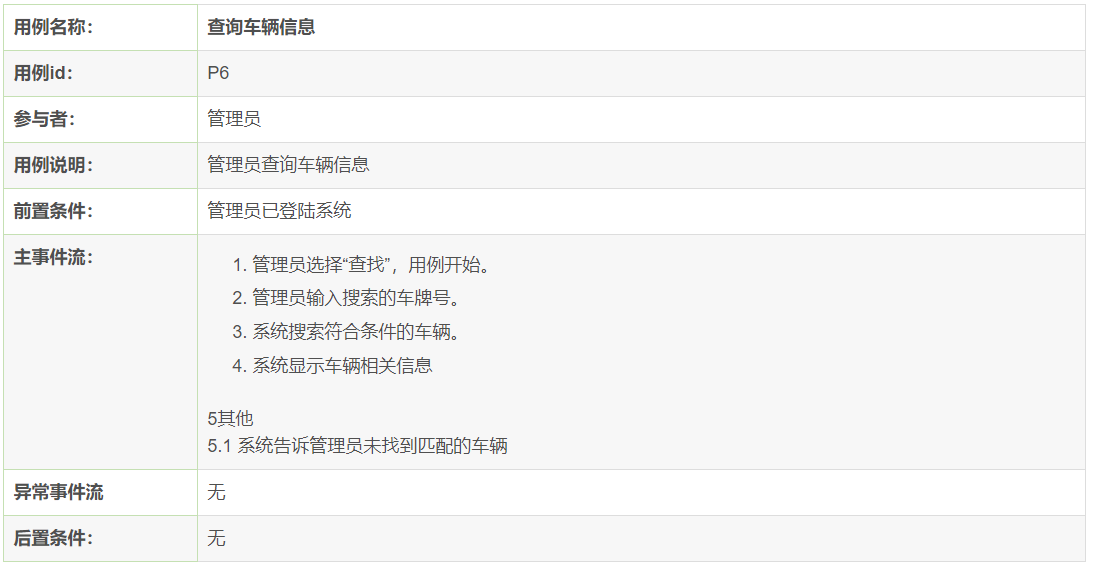 用例名称： 查询车辆信息
用例id： P6
参与者： 管理员
用例说明： 管理员查询车辆信息
前置条件： 管理员已登陆系统
主事件流：
1. 管理员选择“查找”，用例开始。
2. 管理员输入搜索的车牌号。
3. 系统搜索符合条件的车辆。
4. 系统显示车辆相关信息
5其他
5.1 系统告诉管理员未找到匹配的车辆
异常事件流 无
后置条件： 无